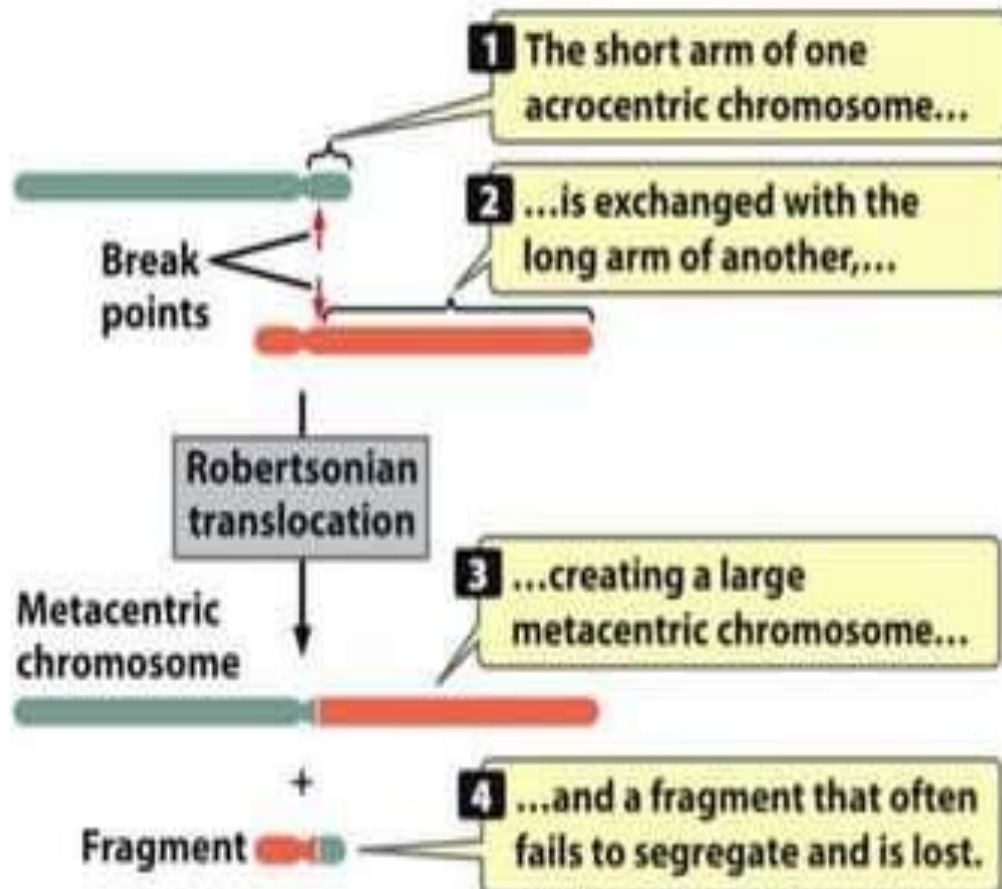 1 The short arm of one
acrocentric chromosome...
2 ...is exchanged with the
long arm of another,...
Break
points
Robertsonian
translocation
3 ...creating a large
metacentric chromosome...
Metacentric
chromosome
+
4 ...and a fragment that often
fails to segregate and is lost.
Fragment